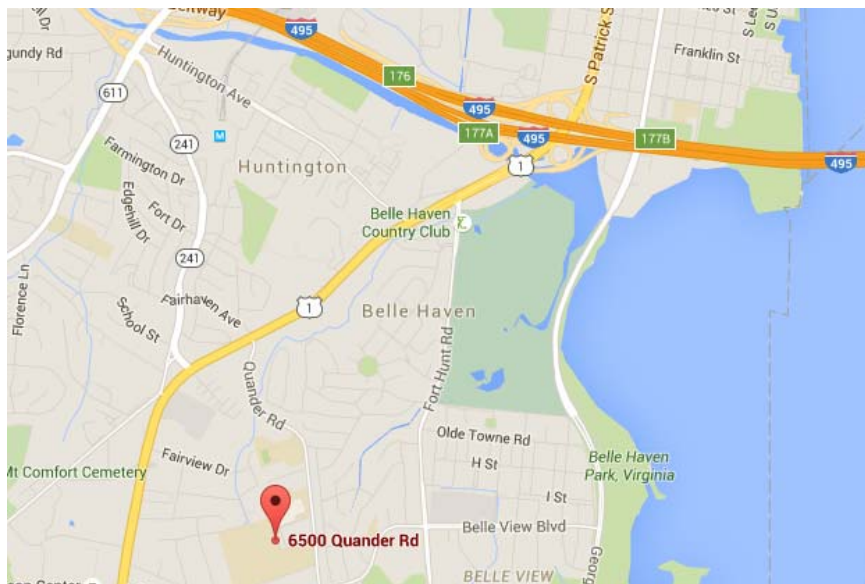 Beltway
495
S Patrick S
Franklin St
gundy Rd
Huntington Ave
176
495
611
177A
495
177B
495
241
M
Farmington Dr
Huntington
1
Edgehill Dr
Fort Dr
Belle Haven
Country Club
241
Florence Ln
Fairhaven Ave
1
Belle Haven
School St
Fort Hunt Rd
Quander Rd
Olde Towne Rd
Fairview Dr
H St
Belle Haven
Park, Virginia
Mt Comfort Cemetery
I St
6500 Quander Rd
Belle View Blvd
Georg
BELLE VIEW